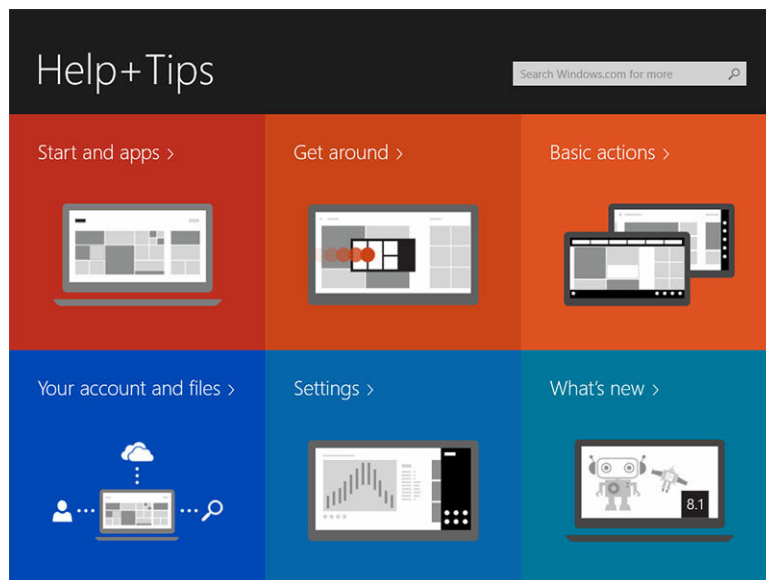 Help+Tips
Search Windows.com for more
Start and apps >
Get around >
Basic actions >
Your account and files >
Settings >
What's new >
8.1